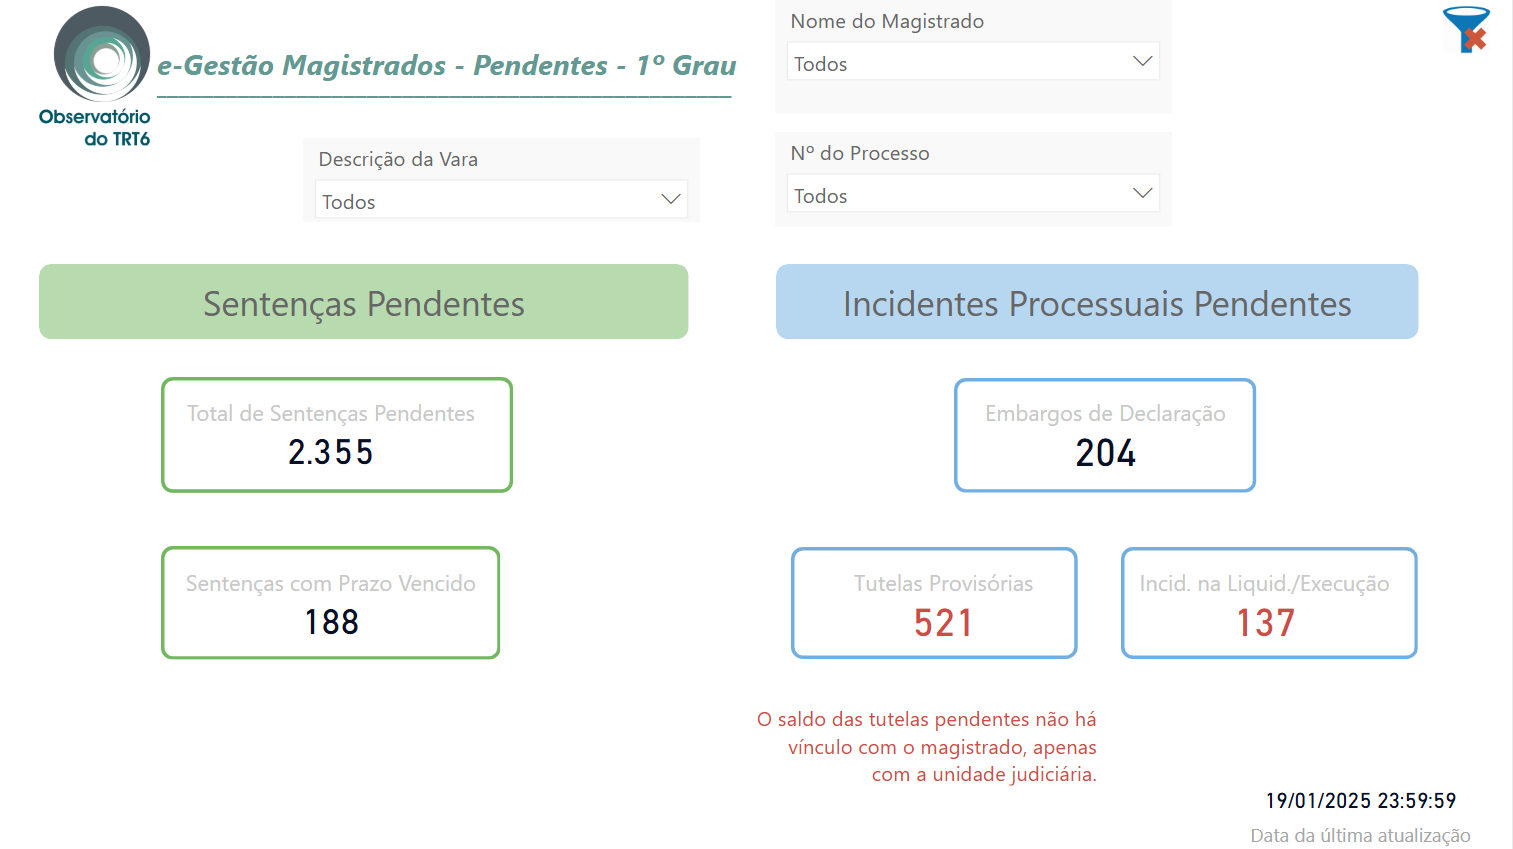 Observatório
do TRT6
e-Gestão Magistrados - Pendentes - 1º Grau
Nome do Magistrado
Todos
Descrição da Vara
Todos
Nº do Processo
Todos
Sentenças Pendentes
Incidentes Processuais Pendentes
Total de Sentenças Pendentes
2.355
Embargos de Declaração
204
Sentenças com Prazo Vencido
188
Tutelas Provisórias
521
Incid. na Liquid./Execução
137
O saldo das tutelas pendentes não há
vínculo com o magistrado, apenas
com a unidade judiciária.
19/01/2025 23:59:59
Data da última atualização